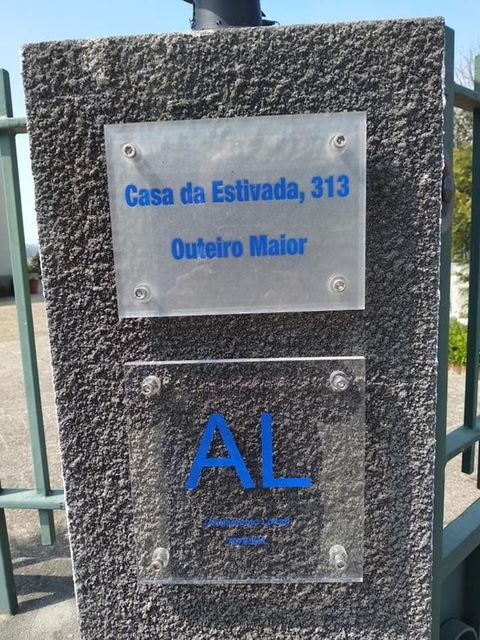 Casa da Estivada, 313
Outeiro Maior
AL